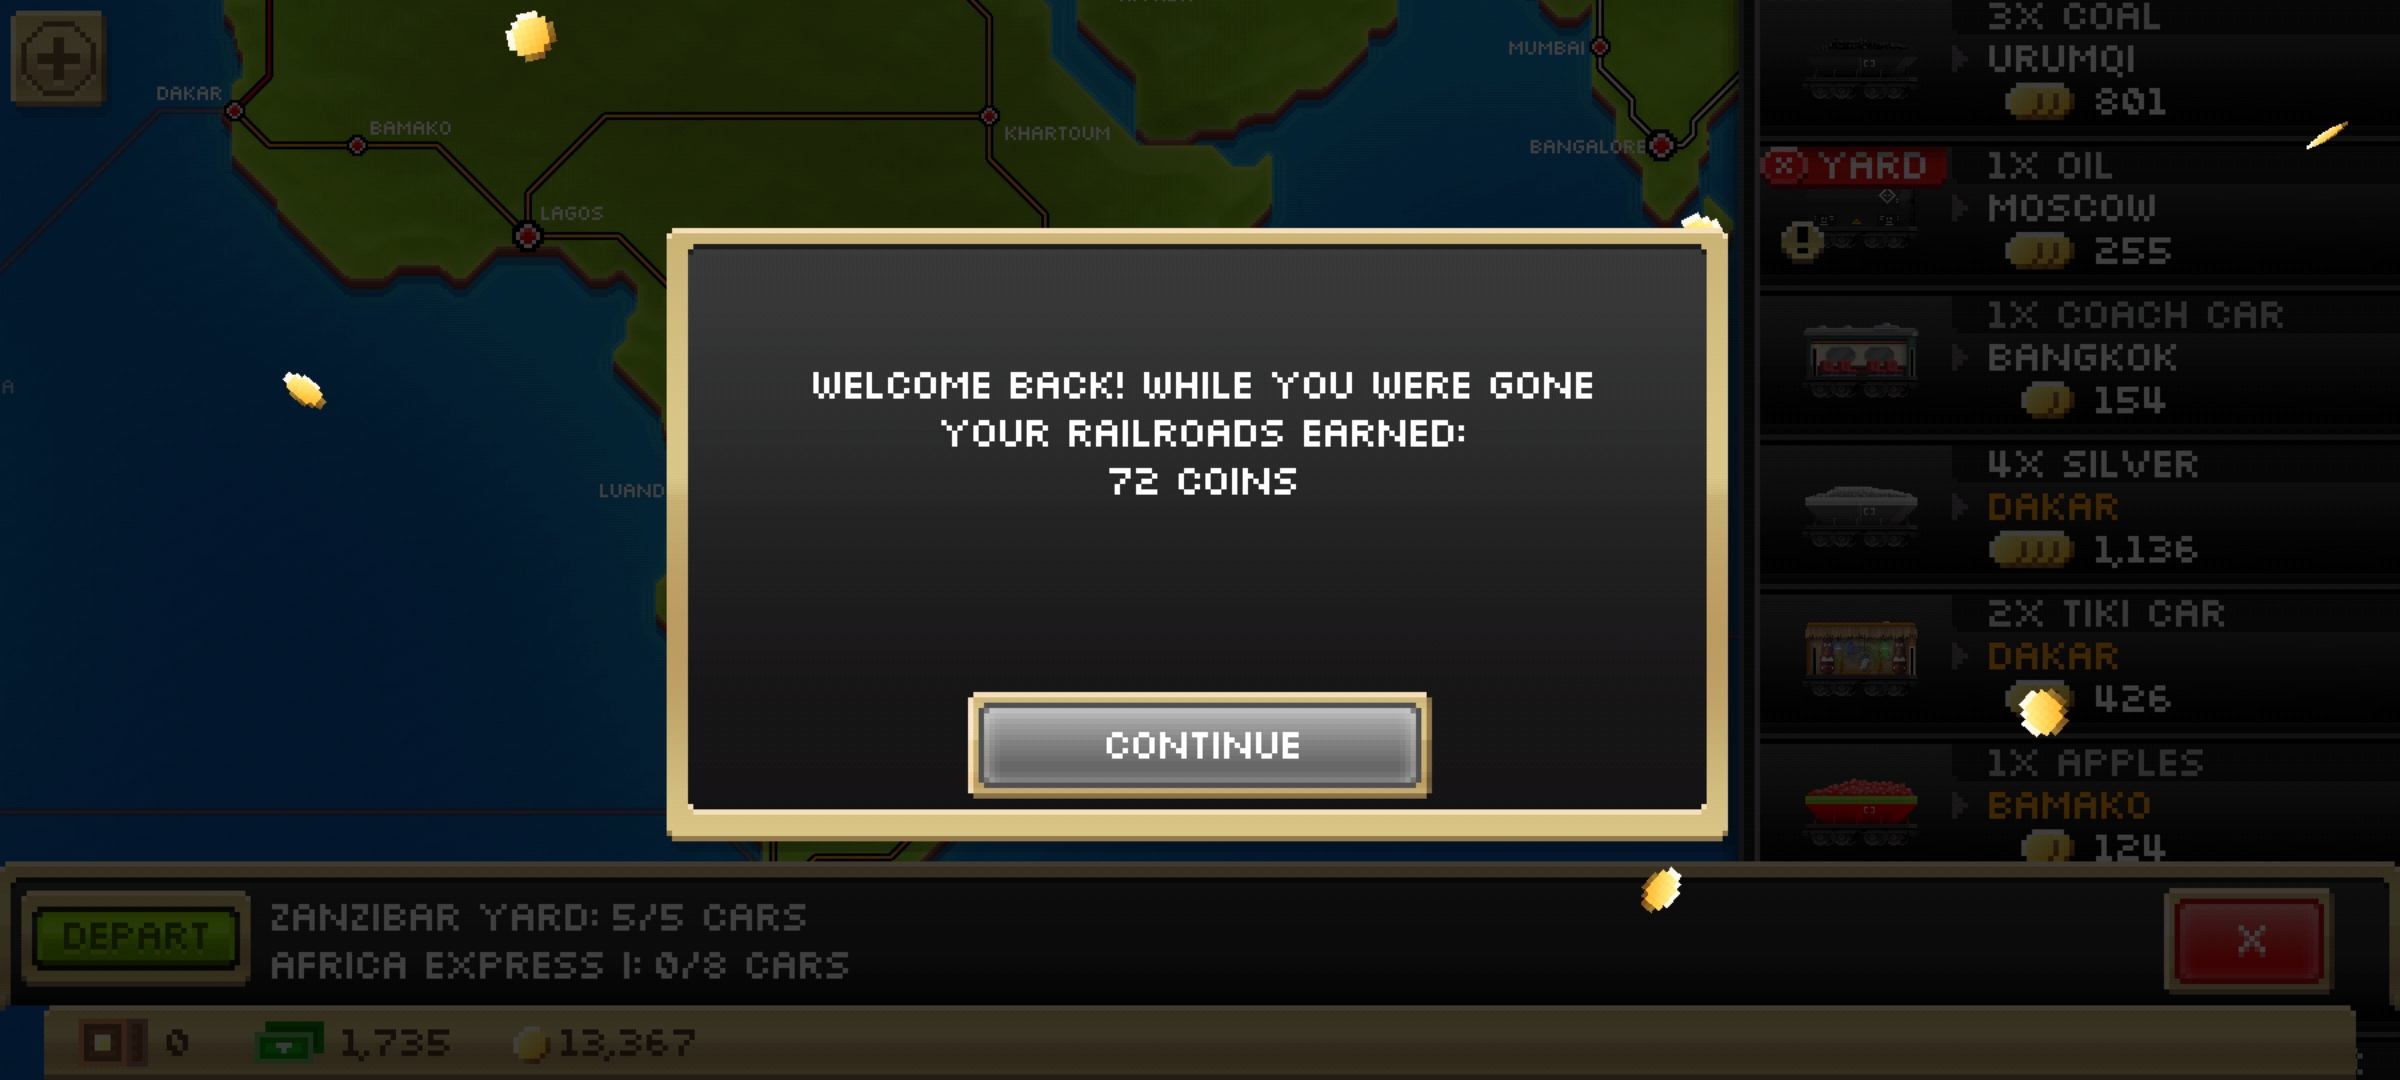 DAKAR
BAMAKO
LAGOS
KHARTOUM
MUMBAI
BANGALORE
LUAND
A
WELCOME BACK! WHILE YOU WERE GONE
YOUR RAILROADS EARNED:
72 COINS
CONTINUE
3X COAL
URUMQI
801
YARD
1X OIL
MOSCOW
255
1X COACH CAR
BANGKOK
154
4X SILVER
DAKAR
1,136
2X TIKI CAR
DAKAR
426
1X APPLES
BAMAKO
124
DEPART
ZANZIBAR YARD: 5/5 CARS
AFRICA EXPRESS I: 0/8 CARS
X
0
1,735
13,367